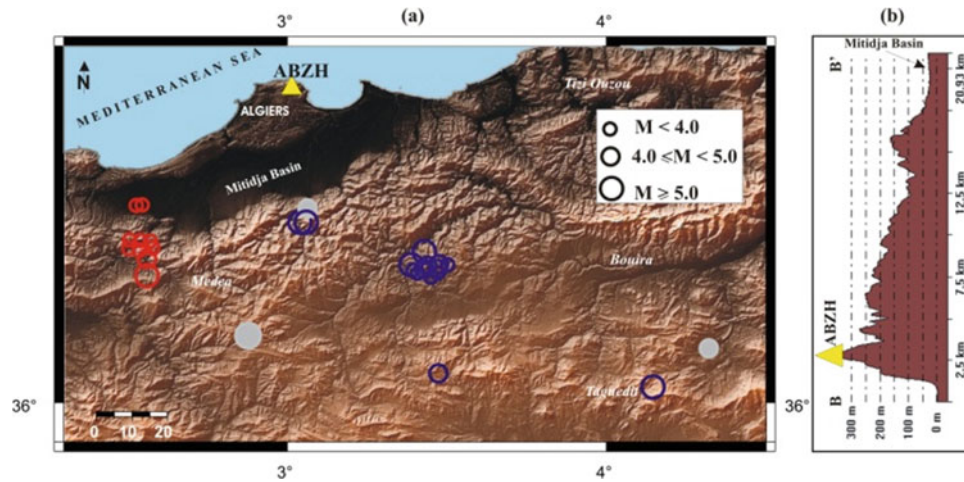 (a)
(b)
3°
4°
MEDITERRANEAN SEA
N
ABZH
ALGIERS
Tizi Ouzou
M < 4.0
4.0 ≤M < 5.0
M ⩾ 5.0
Mitidja Basin
Medea
Bouira
36°
36°
0 10 20
3°
4°
Mitidja Basin
B'
20.93 km
12.5 km
7.5 km
ABZH
2.5 km
B
300 m
200 m
100 m
0 m